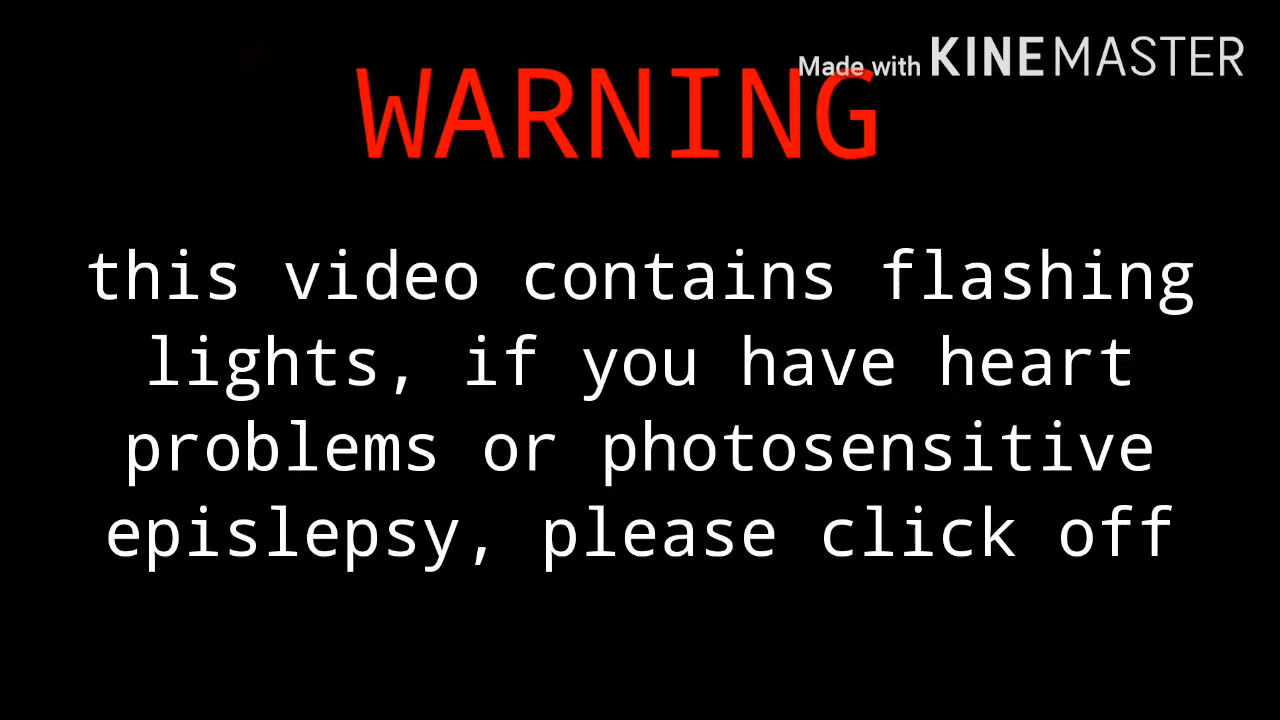 Made with KINEMASTER
WARNING
this video contains flashing
lights, if you have heart
problems or photosensitive
epislepsy, please click off